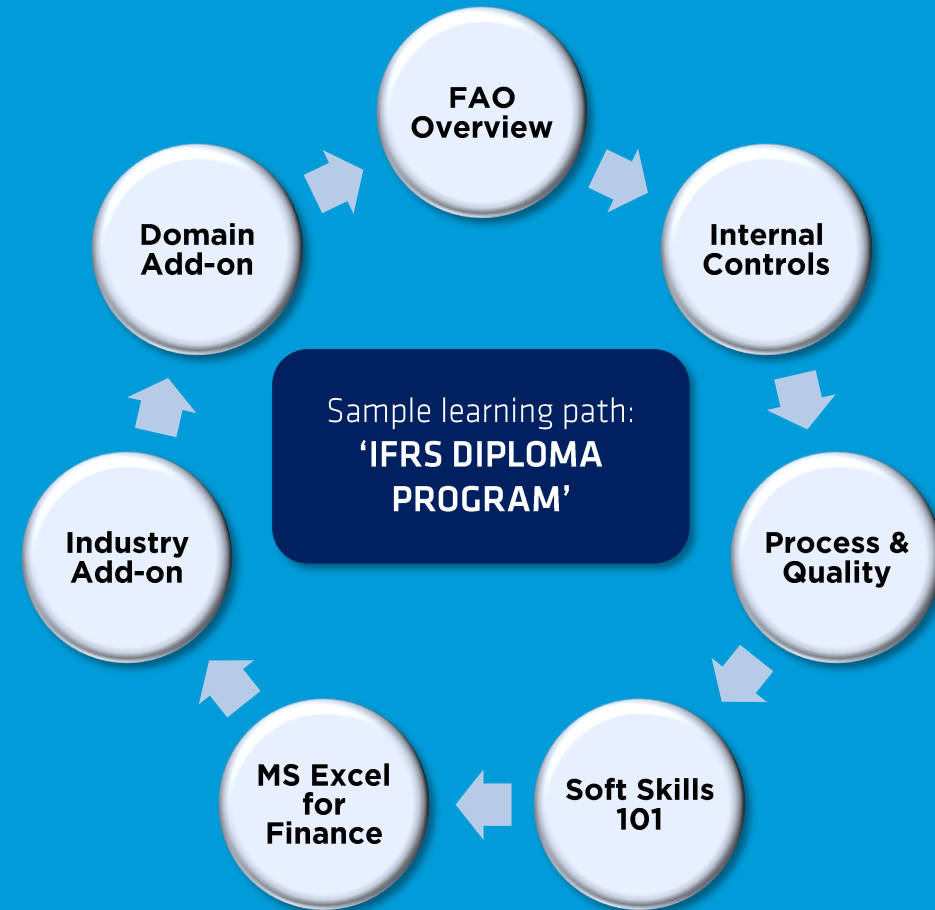 FAO
Overview
Internal
Controls
Process &
Quality
Soft Skills
101
MS Excel
for
Finance
Industry
Add-on
Domain
Add-on
Sample learning path:
‘IFRS DIPLOMA
PROGRAM’